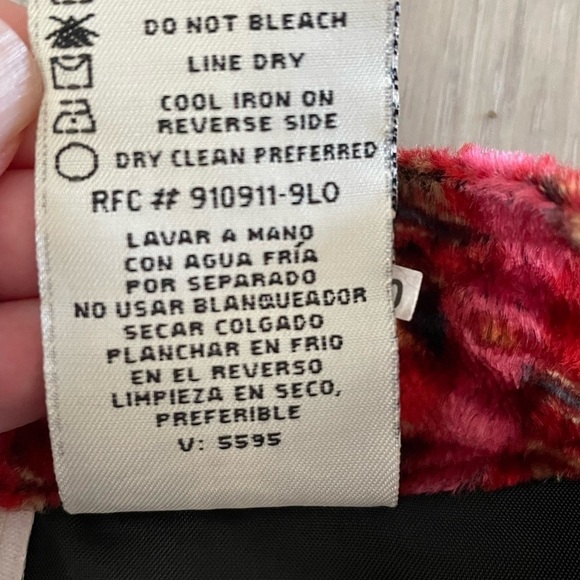 DO NOT BLEACH
LINE DRY
COOL IRON ON
REVERSE SIDE
DRY CLEAN PREFERRED
RFC # 910911-9L0
LAVAR A MANO
CON AGUA FRÍA
POR SEPARADO
NO USAR BLANQUEADOR
SECAR COLGADO
PLANCHAR EN FRIO
EN EL REVERSO
LIMPIEZA EN SECO,
PREFERIBLE
V: 5595